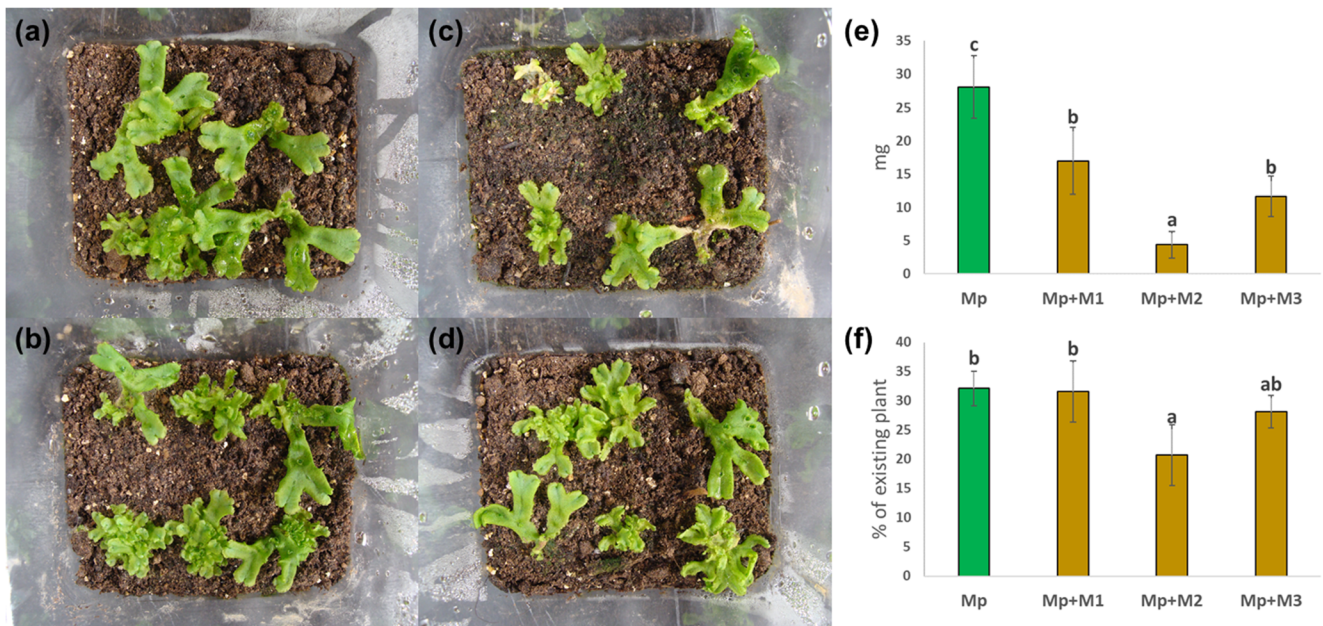 (a)
(b)
(c)
(d)
(e)
35
30
25
20
15
10
5
0
mg
c
b
a
b
Mp Mp+M1 Mp+M2 Mp+M3
(f)
40
35
30
25
20
15
10
5
0
% of existing plant
b
b
a
ab
Mp Mp+M1 Mp+M2 Mp+M3